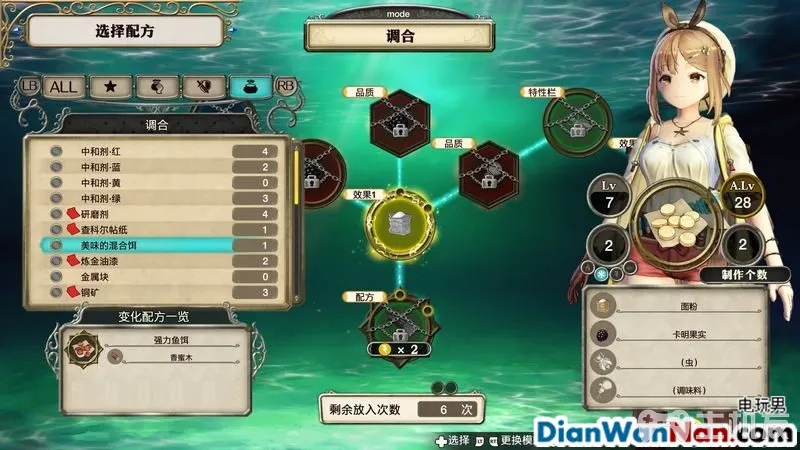 选择配方
mode
调合
LB ALL RB
调合
中和剂·红 4
中和剂·蓝 2
中和剂·黄 0
中和剂·绿 3
研磨剂 4
查科尔帖纸 1
美味的混合饵 1
炼金油漆 2
金属块 0
铜矿 3
变化配方一览
强力鱼饵
香蜜木
品质
特性栏
品质
效果
效果1
配方
× 2
剩余放入次数 6 次
Lv
7
A.Lv
28
2
2
制作个数
面粉
卡明果实
(虫)
(调味料)
选择
更换模
电玩男
DianWanNan.com